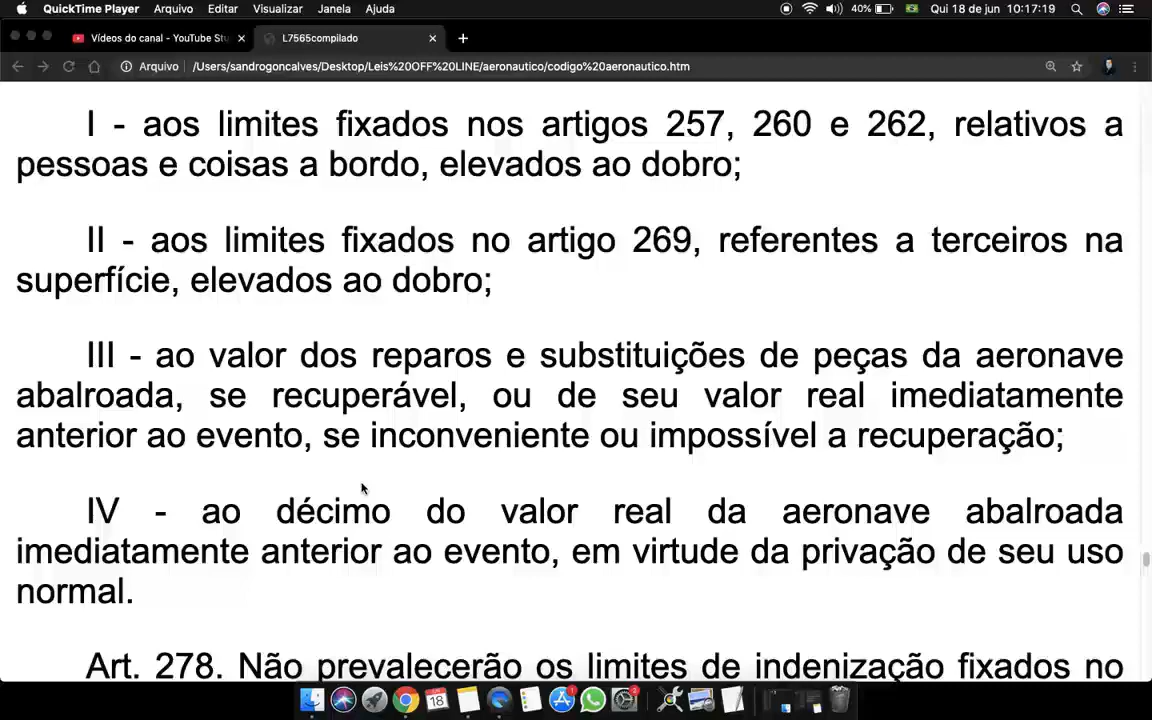 QuickTime Player Arquivo Editar Visualizar Janela Ajuda 40% Qui 18 de jun 10:17:19
Vídeos do canal - YouTube Stu L7565compilado
Arquivo /Users/sandrogoncalves/Desktop/Leis%20OFF%20LINE/aeronautico/codigo%20aeronautico.htm
I - aos limites fixados nos artigos 257, 260 e 262, relativos a
pessoas e coisas a bordo, elevados ao dobro;
II - aos limites fixados no artigo 269, referentes a terceiros na
superfície, elevados ao dobro;
III - ao valor dos reparos e substituições de peças da aeronave
abalroada, se recuperável, ou de seu valor real imediatamente
anterior ao evento, se inconveniente ou impossível a recuperação;
IV - ao décimo do valor real da aeronave abalroada
imediatamente anterior ao evento, em virtude da privação de seu uso
normal.
Art. 278. Não prevalecerão os limites de indenização fixados no
18